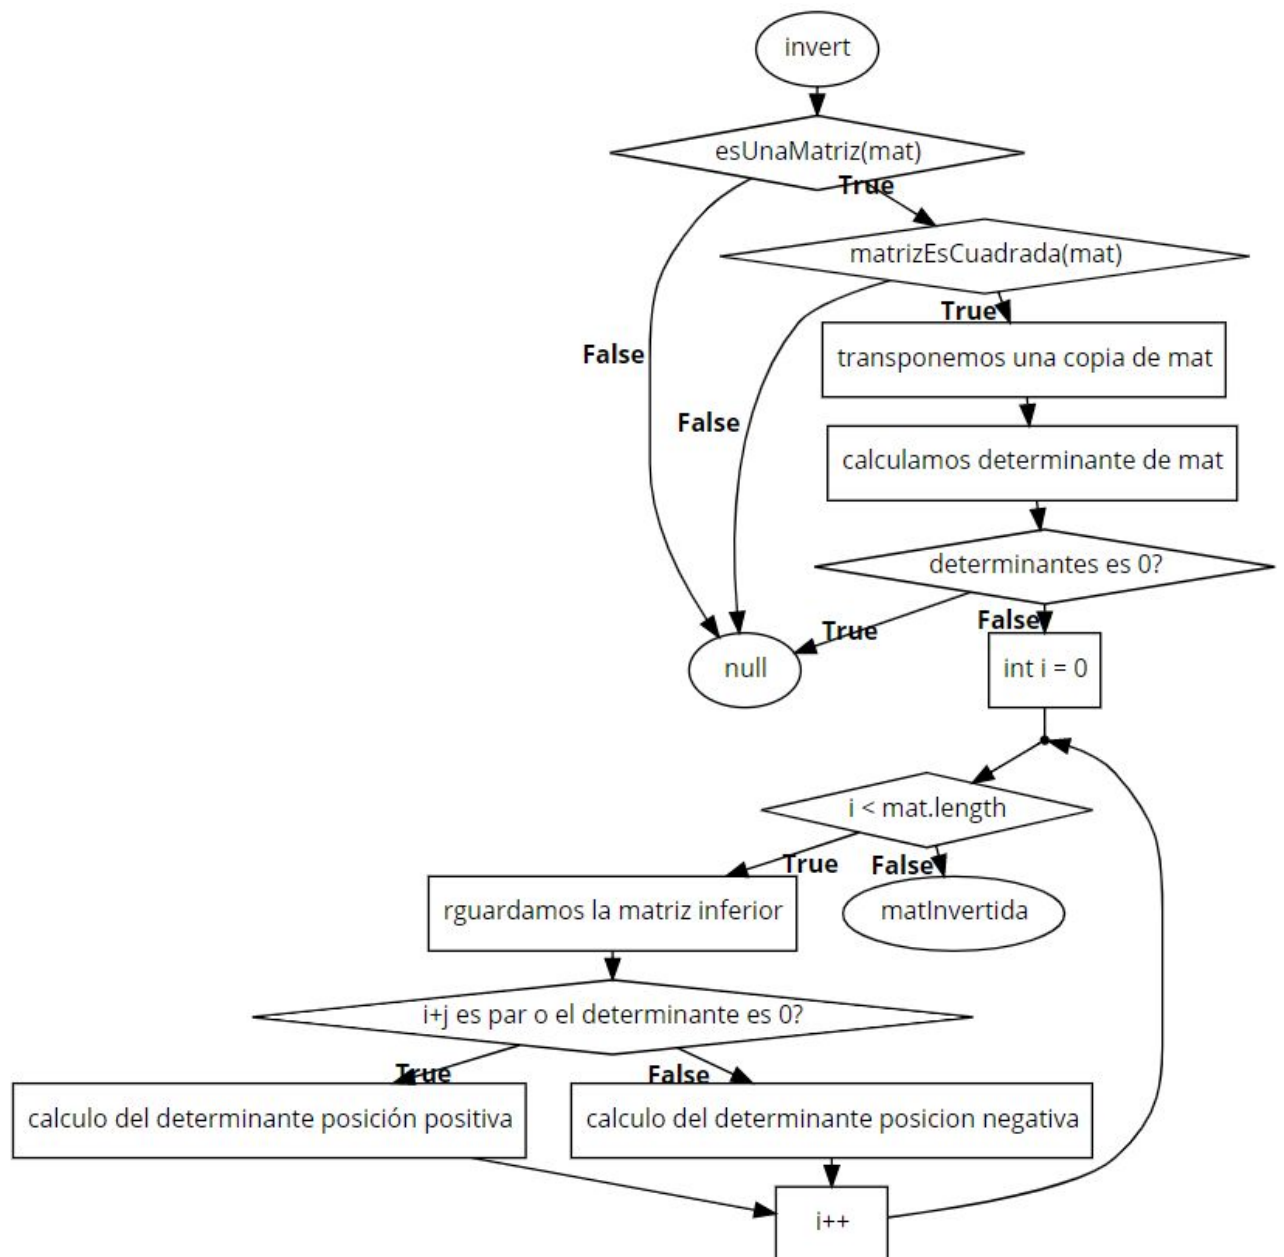 invert
esUnaMatriz(mat)
True
matrizEsCuadrada(mat)
True
False
transponemos una copia de mat
False
calculamos determinante de mat
determinantes es 0?
True
False
null
int i = 0
i < mat.length
True
False
rguardamos la matriz inferior
matInvertida
i+j es par o el determinante es 0?
True
False
calculo del determinante posición positiva
calculo del determinante posicion negativa
i++